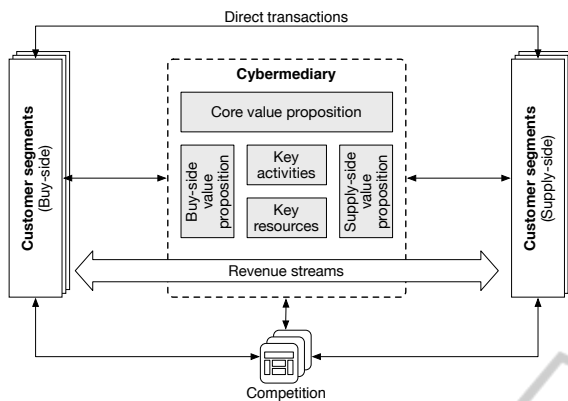 Direct transactions
Cybermediary
Core value proposition
Customer segments
(Buy-side)
Buy-side
value
proposition
Key
activities
Key
resources
Supply-side
value
proposition
Customer segments
(Supply-side)
Revenue streams
Competition